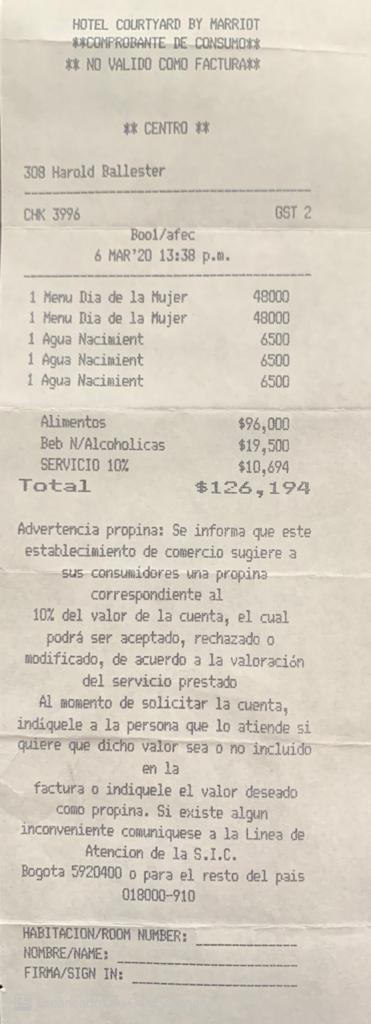 HOTEL COURTYARD BY MARRIOT
**COMPROBANTE DE CONSUMO**
** NO VALIDO COMO FACTURA**
** CENTRO **
308 Harold Ballester
CHK 3996 GST 2
Bool/afec
6 MAR'20 13:38 p.m.
1 Menu Dia de la Mujer 48000
1 Menu Dia de la Mujer 48000
1 Agua Nacimient 6500
1 Agua Nacimient 6500
1 Agua Nacimient 6500
Alimentos $96,000
Beb N/Alcoholicas $19,500
SERVICIO 10% $10,694
Total $126,194
Advertencia propina: Se informa que este
establecimiento de comercio sugiere a
sus consumidores una propina
correspondiente al
10% del valor de la cuenta, el cual
podrá ser aceptado, rechazado o
modificado, de acuerdo a la valoración
del servicio prestado
Al momento de solicitar la cuenta,
indiquele a la persona que lo atiende si
quiere que dicho valor sea o no incluido
en la
factura o indiquele el valor deseado
como propina. Si existe algun
inconveniente comuniquese a la Linea de
Atencion de la S.I.C.
Bogota 5920400 o para el resto del pais
018000-910
HABITACION/ROOM NUMBER:
NOMBRE/NAME:
FIRMA/SIGN IN: